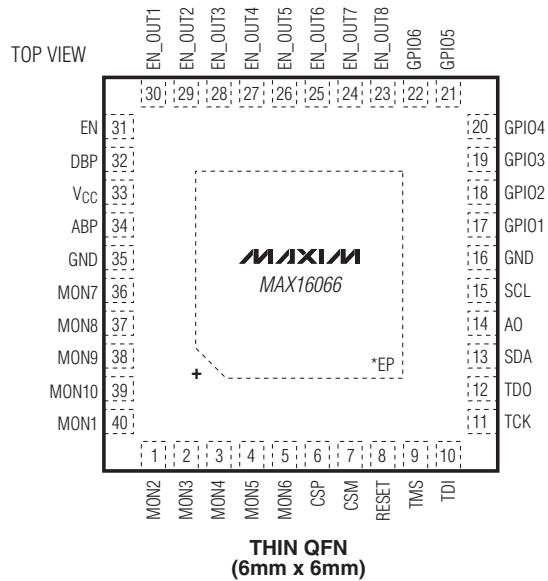 TOP VIEW
EN_OUT1
EN_OUT2
EN_OUT3
EN_OUT4
EN_OUT5
EN_OUT6
EN_OUT7
EN_OUT8
GPIO6
GPIO5
30 29 28 27 26 25 24 23 22 21
EN 31
DBP 32
VCC 33
ABP 34
GND 35
MON7 36
MON8 37
MON9 38
MON10 39
MON1 40
MAXIM
MAX16066
*EP
+
20 GPIO4
19 GPIO3
18 GPIO2
17 GPIO1
16 GND
15 SCL
14 A0
13 SDA
12 TDO
11 TCK
1 2 3 4 5 6 7 8 9 10
MON2
MON3
MON4
MON5
MON6
CSP
CSM
RESET
TMS
TDI
THIN QFN
(6mm x 6mm)